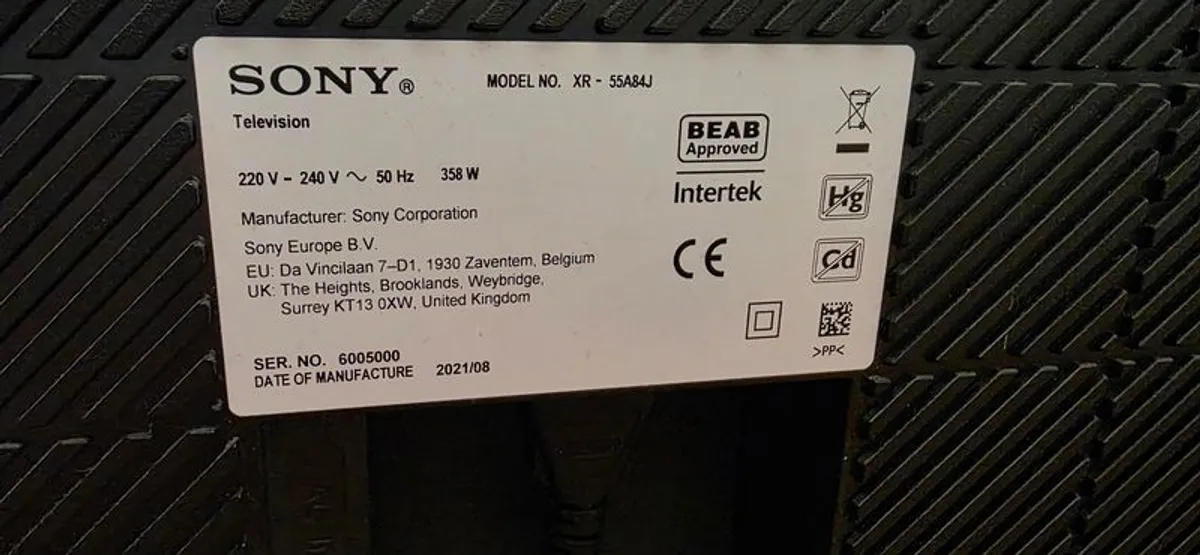 SONY®
MODEL NO. XR - 55A84J
Television
BEAB
Approved
220 V – 240 V ~ 50 Hz 358 W
Intertek
Hg
Manufacturer: Sony Corporation
Sony Europe B.V.
EU: Da Vincilaan 7–D1, 1930 Zaventem, Belgium
UK: The Heights, Brooklands, Weybridge,
Surrey KT13 0XW, United Kingdom
CE
Cd
SER. NO. 6005000
DATE OF MANUFACTURE 2021/08
>PP<